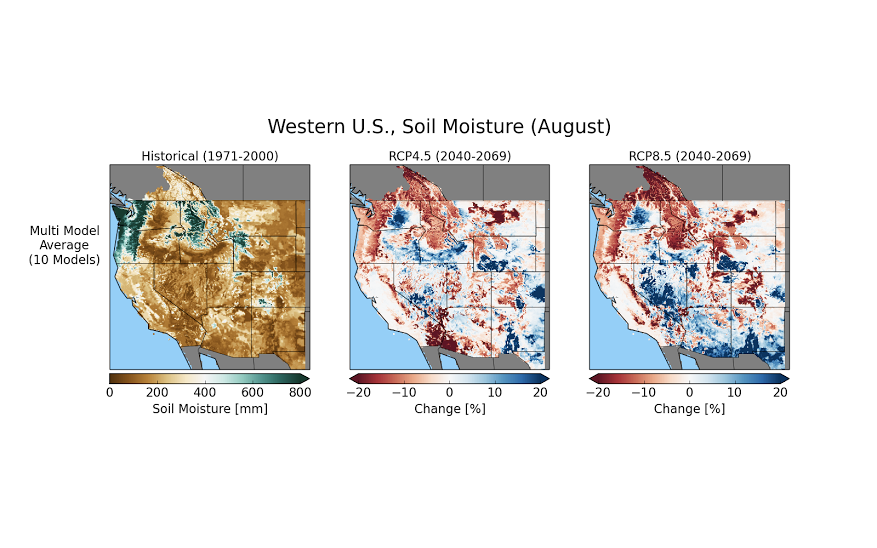 Western U.S., Soil Moisture (August)
Historical (1971-2000)
RCP4.5 (2040-2069)
RCP8.5 (2040-2069)
Multi Model
Average
(10 Models)
0 200 400 600 800
Soil Moisture [mm]
−20 −10 0 10 20
Change [%]
−20 −10 0 10 20
Change [%]